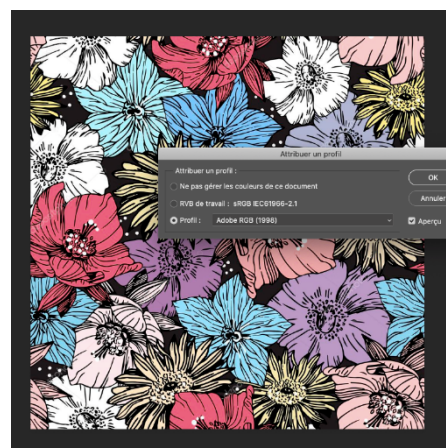 Attribuer un profil
Attribuer un profil :
Ne pas gérer les couleurs de ce document
RVB de travail : sRGB IEC61966-2.1
Profil : Adobe RGB (1998)
OK
Annuler
Aperçu